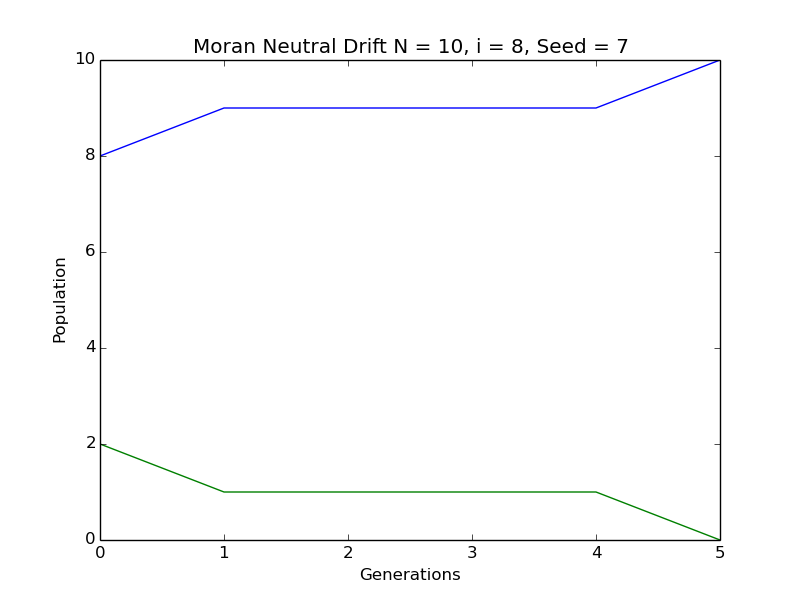 Moran Neutral Drift N = 10, i = 8, Seed = 7
10
8
6
4
2
0
Population
0 1 2 3 4 5
Generations